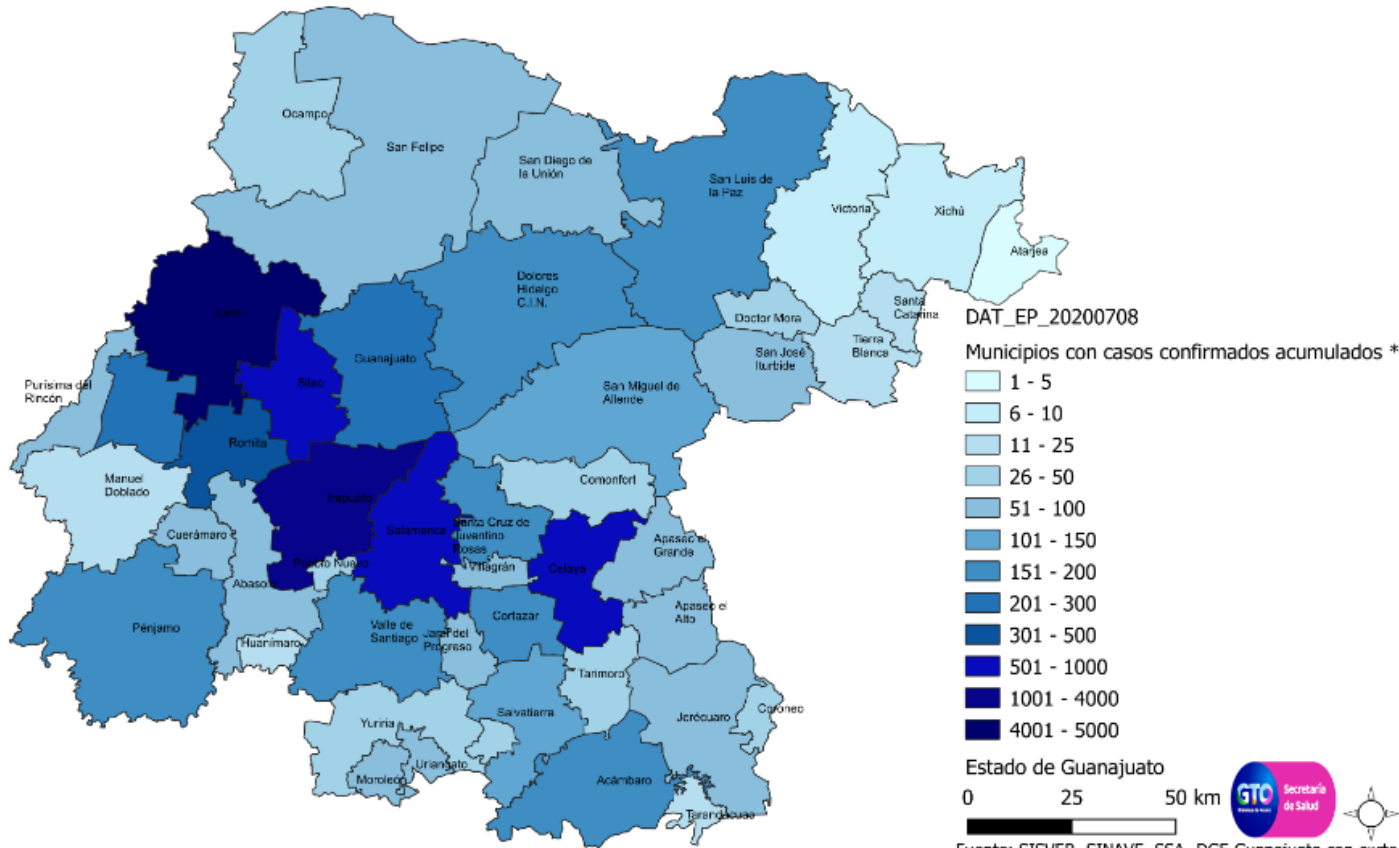 Ocampo
San Felipe
San Diego de
la Unión
San Luis de
la Paz
Victoria
Xichú
Atarjea
Dolores
Hidalgo
C.I.N.
León
Santa
Catarina
Doctor Mora
Tierra
Blanca
San José
Iturbide
Guanajuato
Silao
San Miguel de
Allende
Purísima del
Rincón
Romita
Manuel
Doblado
Comonfort
Irapuato
Salamanca
Santa Cruz de
Juventino
Rosas
Cuerámaro
Apaseo el
Grande
Pueblo Nuevo
Villagrán
Celaya
Abasolo
Apaseo el
Alto
Cortazar
Pénjamo
Valle de
Santiago
Jaral del
Progreso
Huanímaro
Tarimoro
Salvatierra
Jerécuaro
Coroneo
Yuriria
Uriangato
Moroleón
Acámbaro
Tarandacuao
DAT_EP_20200708
Municipios con casos confirmados acumulados *
1 - 5
6 - 10
11 - 25
26 - 50
51 - 100
101 - 150
151 - 200
201 - 300
301 - 500
501 - 1000
1001 - 4000
4001 - 5000
Estado de Guanajuato
0 25 50 km
GTO
Secretaría
de Salud